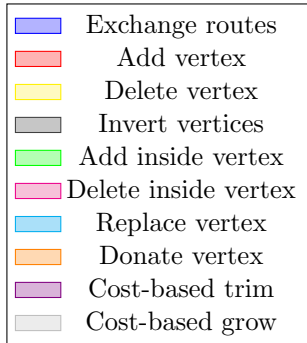 Exchange routes
Add vertex
Delete vertex
Invert vertices
Add inside vertex
Delete inside vertex
Replace vertex
Donate vertex
Cost-based trim
Cost-based grow